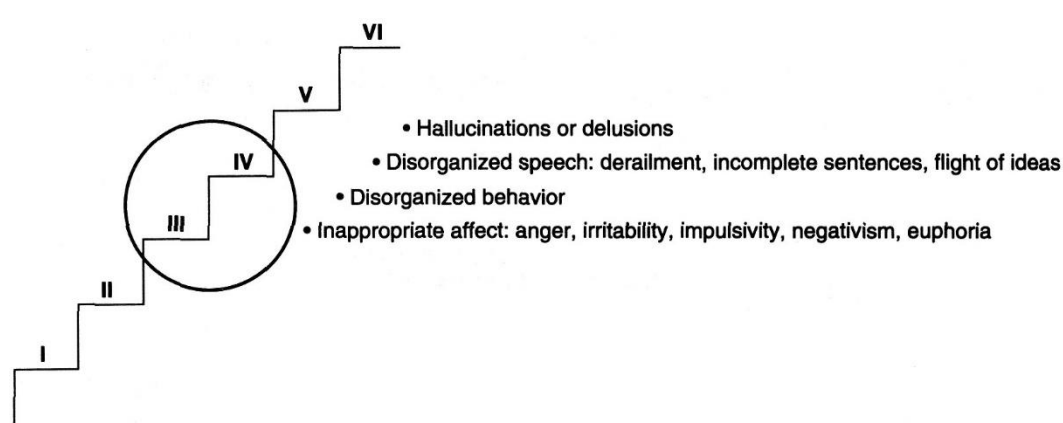 VI
V
• Hallucinations or delusions
IV
• Disorganized speech: derailment, incomplete sentences, flight of ideas
• Disorganized behavior
III
• Inappropriate affect: anger, irritability, impulsivity, negativism, euphoria
II
I